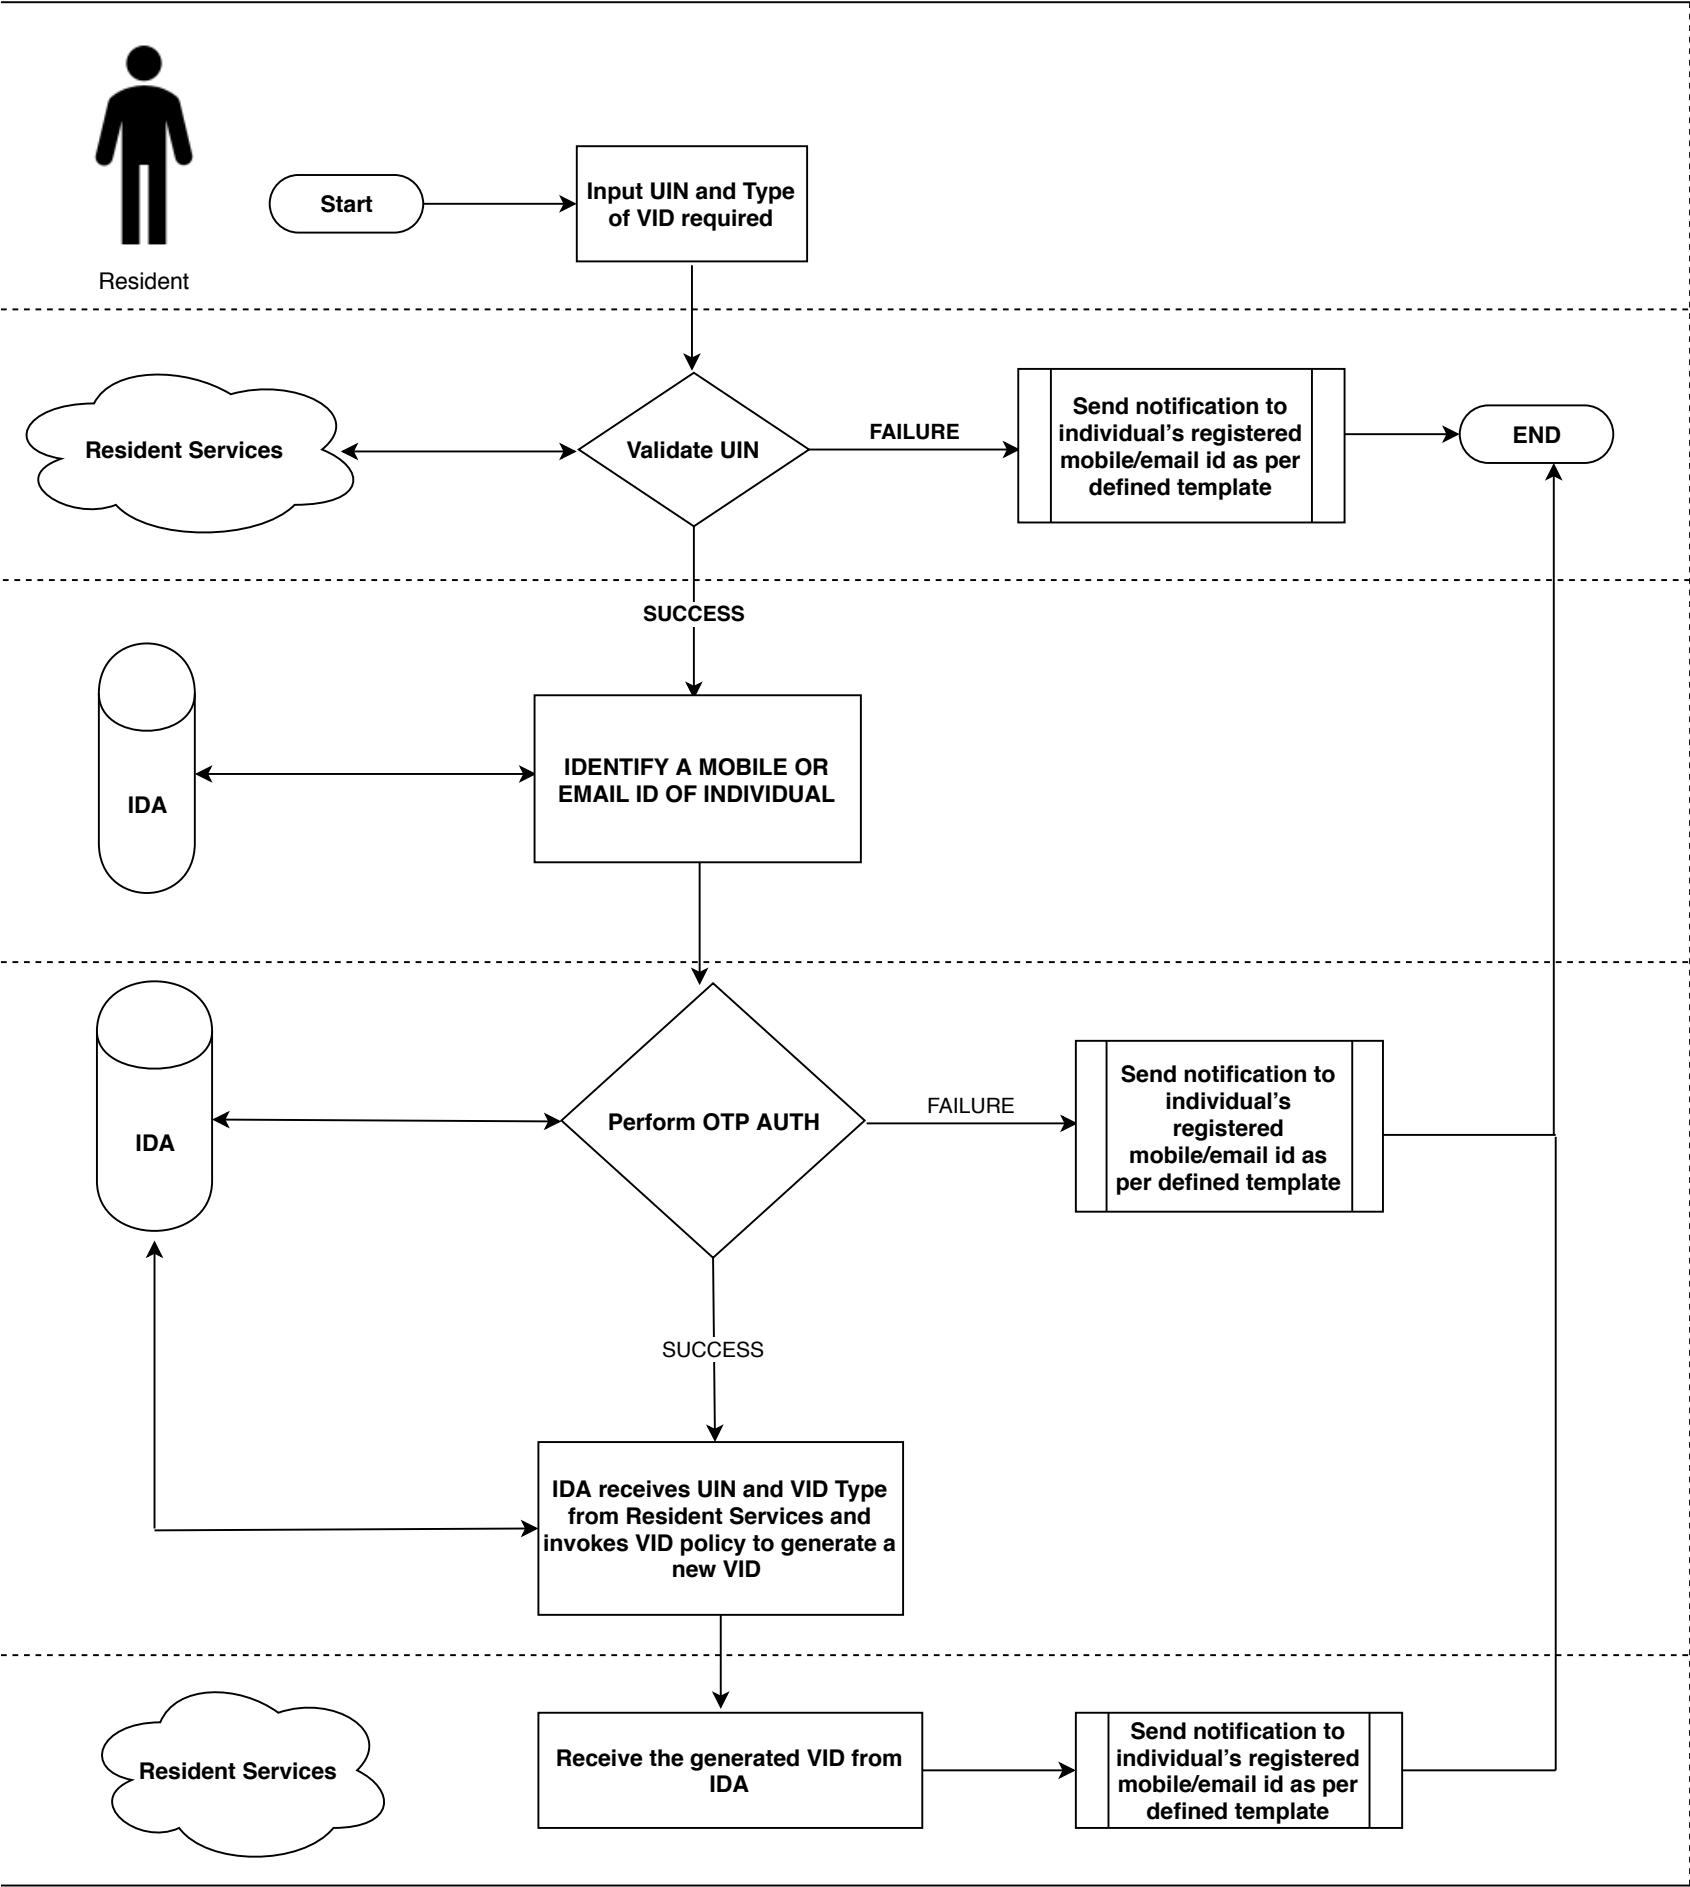 Start
Input UIN and Type
of VID required
Resident
Resident Services
Validate UIN
FAILURE
Send notification to
individual's registered
mobile/email id as per
defined template
END
SUCCESS
IDA
IDENTIFY A MOBILE OR
EMAIL ID OF INDIVIDUAL
IDA
Perform OTP AUTH
FAILURE
Send notification to
individual's
registered
mobile/email id as
per defined template
SUCCESS
IDA receives UIN and VID Type
from Resident Services and
invokes VID policy to generate a
new VID
Resident Services
Receive the generated VID from
IDA
Send notification to
individual's registered
mobile/email id as per
defined template